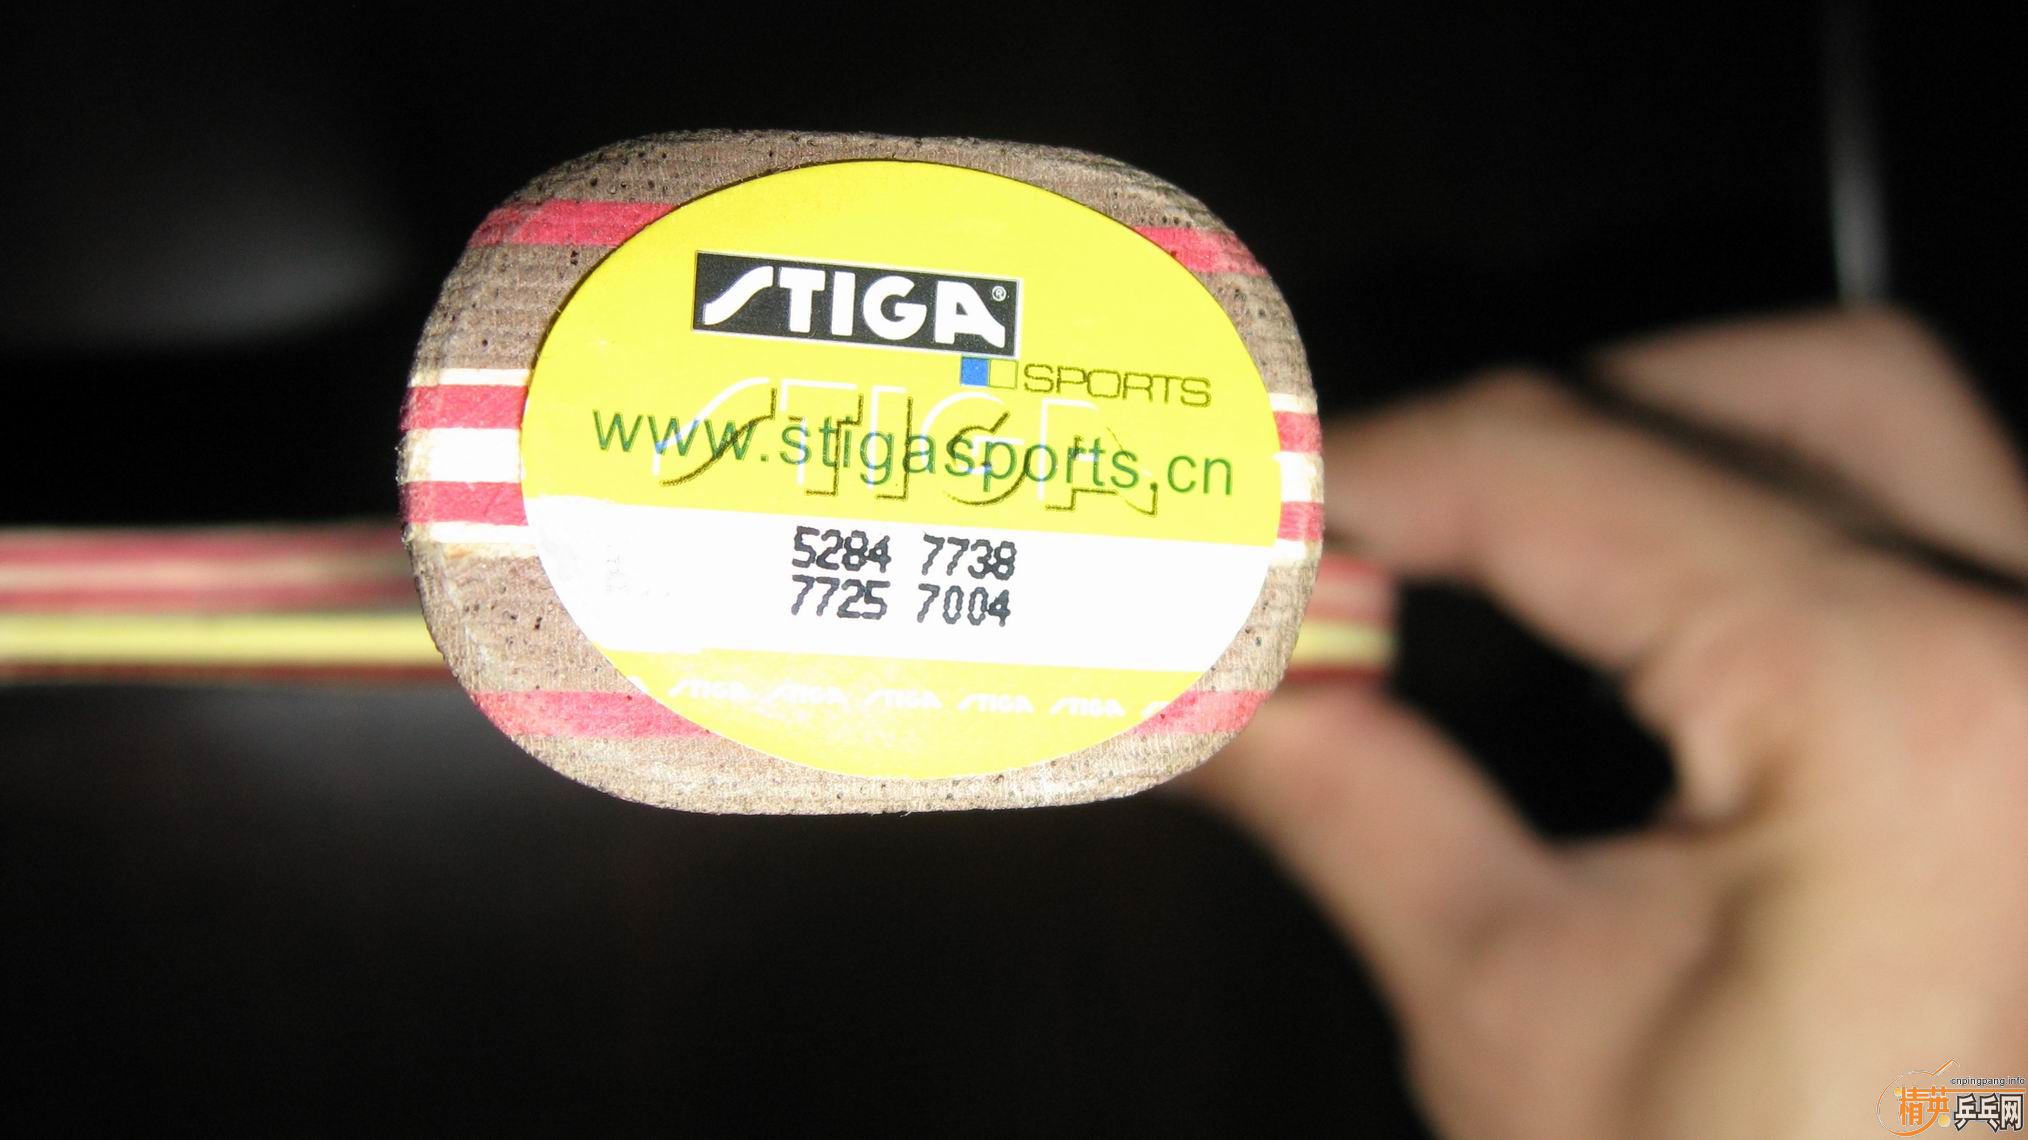 STIGA®
SPORTS
STIGA
www.stigasports.cn
5284 7738
7725 7004
STIGA STIGA STIGA STIGA STIGA
cnpingpang.info
精英乒乓网